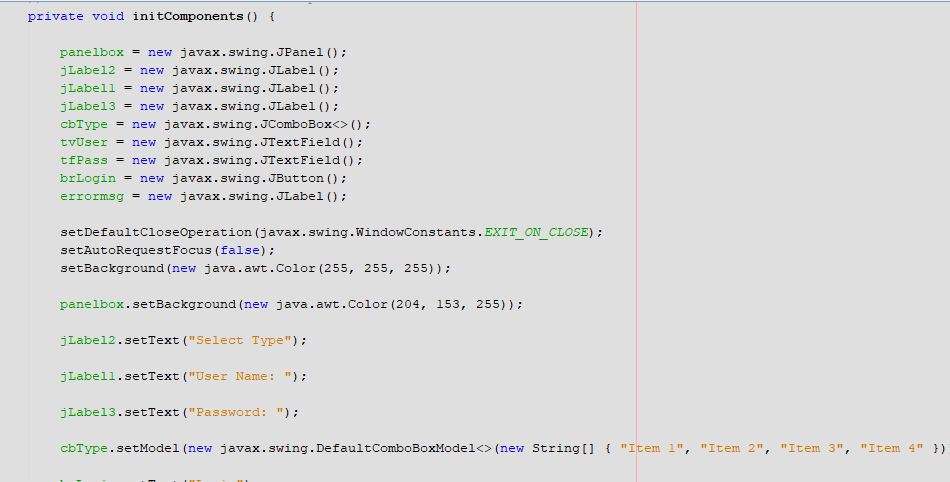 private void initComponents() {
panelbox = new javax.swing.JPanel();
jLabel2 = new javax.swing.JLabel();
jLabel1 = new javax.swing.JLabel();
jLabel3 = new javax.swing.JLabel();
cbType = new javax.swing.JComboBox<>();
tvUser = new javax.swing.JTextField();
tfPass = new javax.swing.JTextField();
brLogin = new javax.swing.JButton();
errormsg = new javax.swing.JLabel();
setDefaultCloseOperation(javax.swing.WindowConstants.EXIT_ON_CLOSE);
setAutoRequestFocus(false);
setBackground(new java.awt.Color(255, 255, 255));
panelbox.setBackground(new java.awt.Color(204, 153, 255));
jLabel2.setText("Select Type");
jLabel1.setText("User Name: ");
jLabel3.setText("Password: ");
cbType.setModel(new javax.swing.DefaultComboBoxModel<>(new String[] { "Item 1", "Item 2", "Item 3", "Item 4" })